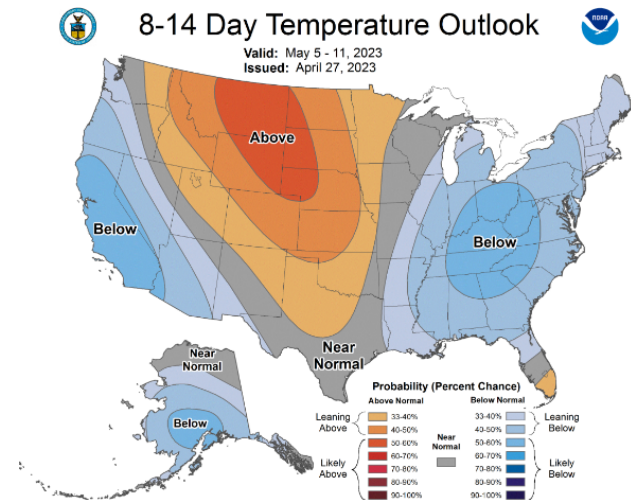 8-14 Day Temperature Outlook
NOAA
Valid: May 5 - 11, 2023
Issued: April 27, 2023
Above
Below
Below
Near
Normal
Near
Normal
Below
Probability (Percent Chance)
Above Normal
Below Normal
Leaning
Above
33-40%
40-50%
Likely
Above
50-60%
60-70%
70-80%
80-90%
90-100%
Near
Normal
33-40%
40-50%
Leaning
Below
50-60%
60-70%
70-80%
80-90%
90-100%
Likely
Below